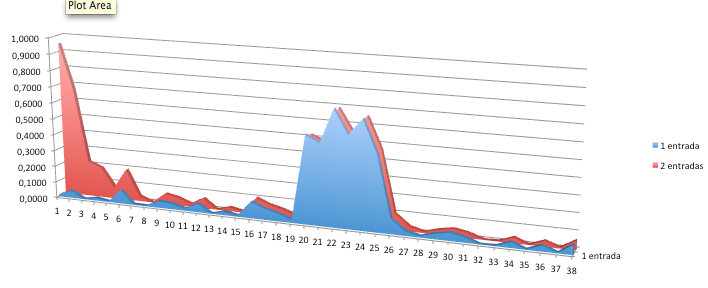 Plot Area
1,0000
0,9000
0,8000
0,7000
0,6000
0,5000
0,4000
0,3000
0,2000
0,1000
0,0000
1 2 3 4 5 6 7 8 9 10 11 12 13 14 15 16 17 18 19 20 21 22 23 24 25 26 27 28 29 30 31 32 33 34 35 36 37 38
1 entrada
1 entrada
2 entradas